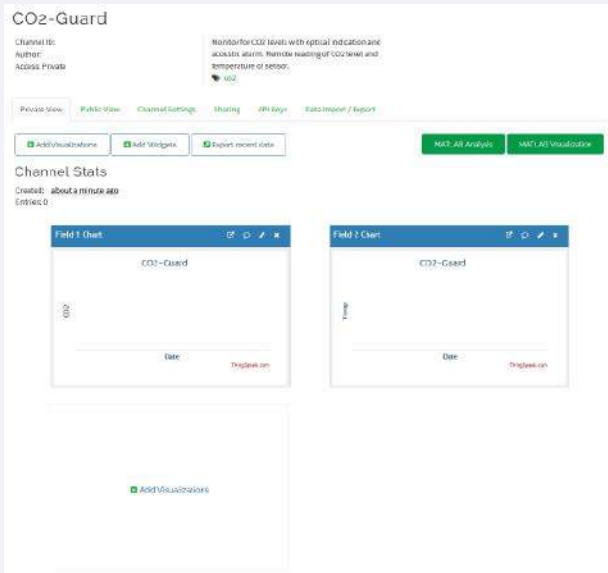 CO2-Guard
Channel ID:
Author:
Access: Private
Monitor for CO2 levels with optical indication and
acoustic alarm. Remote reading of CO2 level and
temperature of sensor.
co2
Private View Public View Channel Settings Sharing API Keys Data Import / Export
Add Visualizations Add Widgets Export recent data MATLAB Analysis MATLAB Visualization
Channel Stats
Created: about a minute ago
Entries: 0
Field 1 Chart
CO2-Guard
CO2
Date
ThingSpeak.com
Field 2 Chart
CO2-Guard
Temp
Date
ThingSpeak.com
Add Visualizations